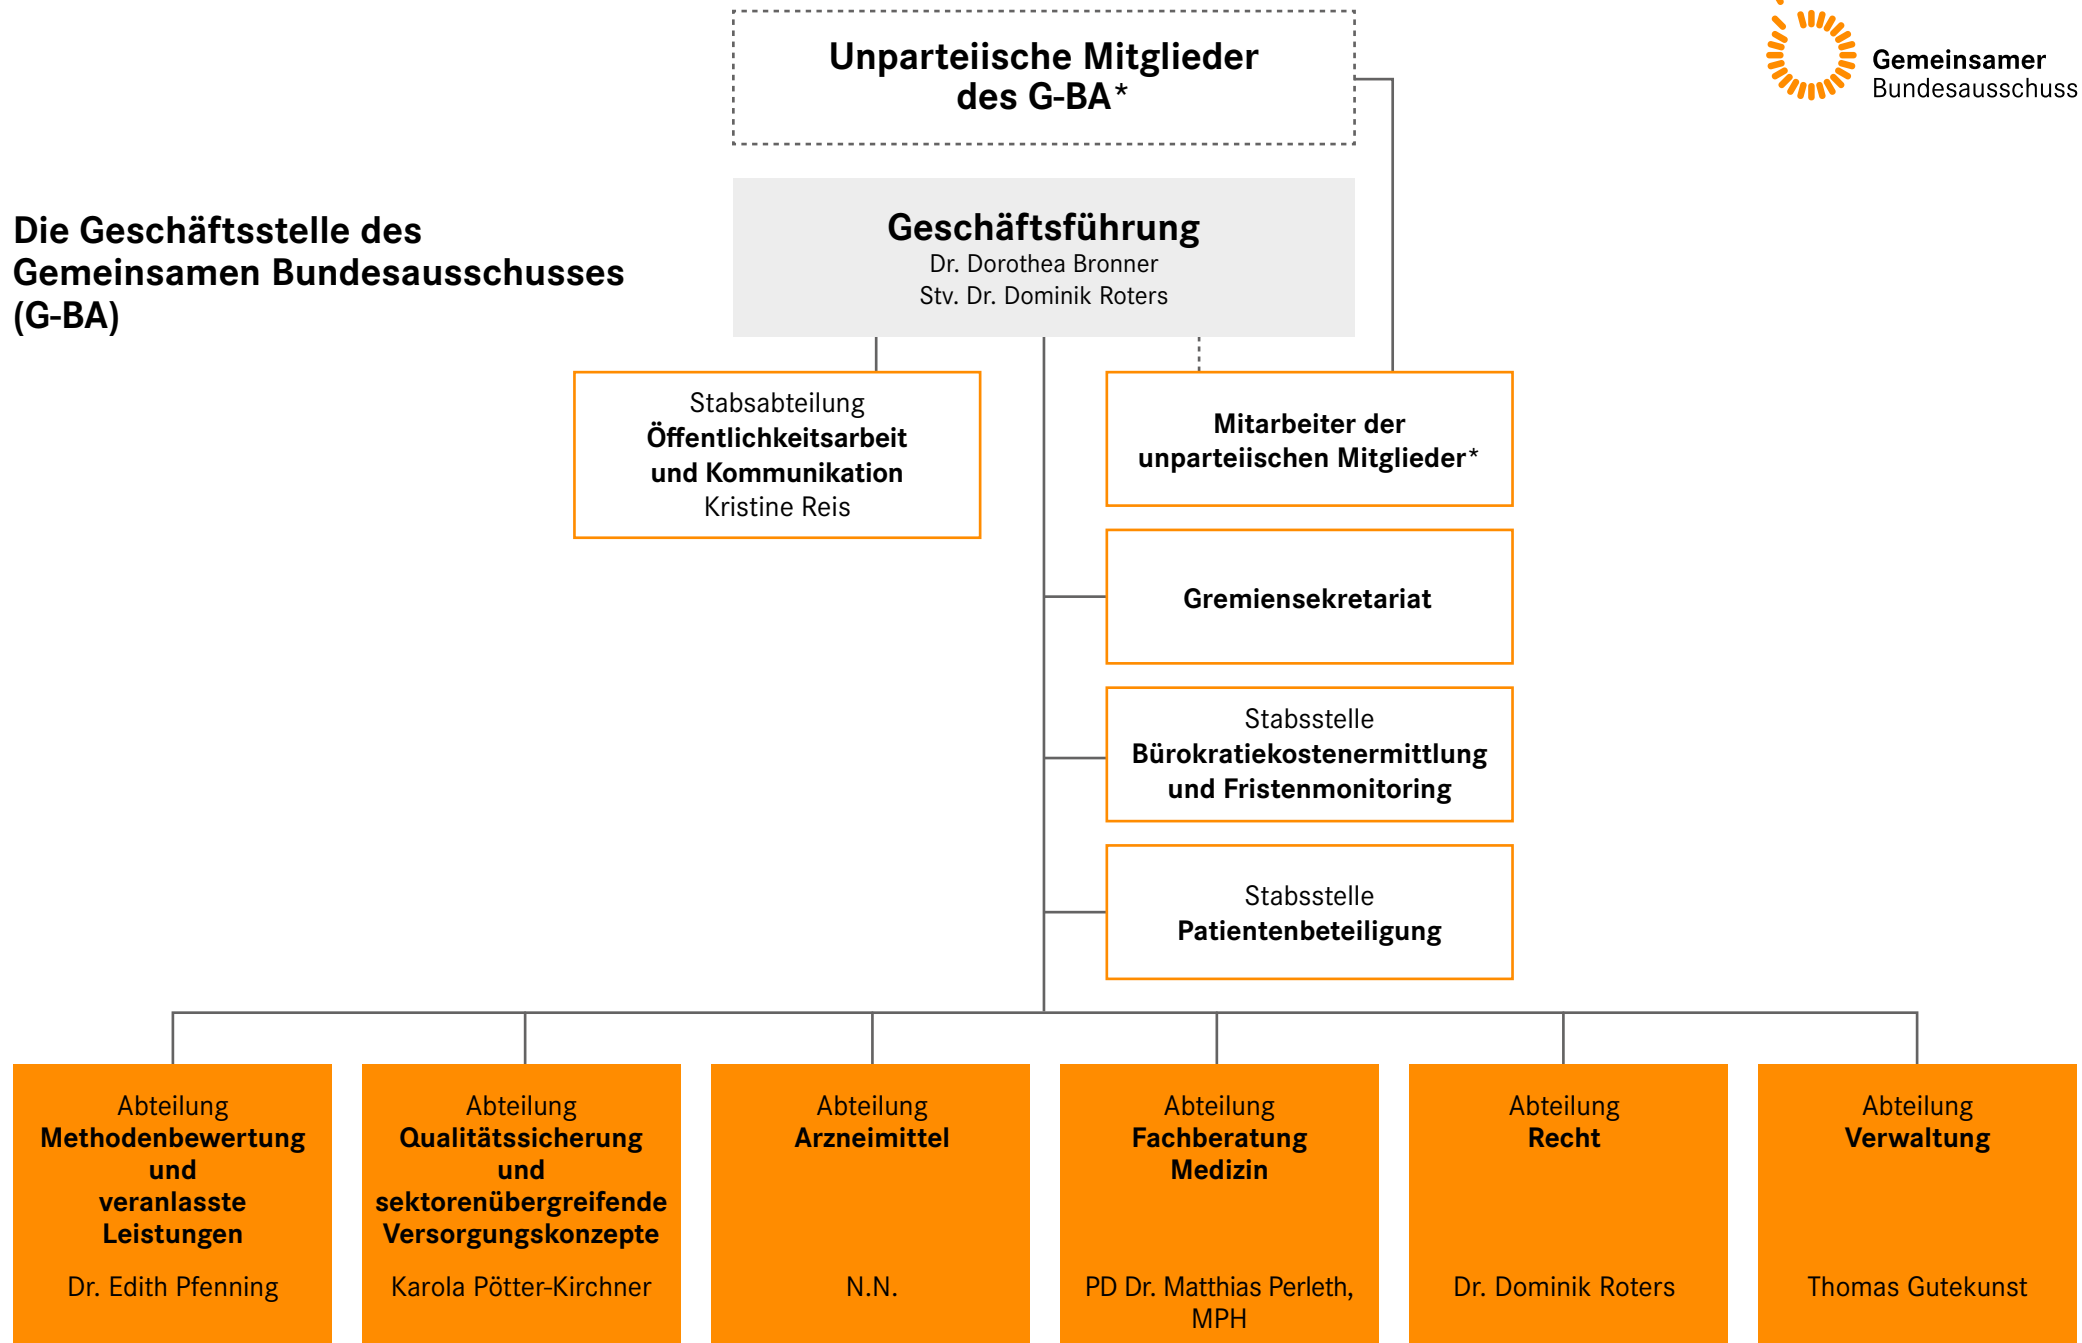 Unparteiische Mitglieder
des G-BA*
Gemeinsamer
Bundesausschuss
Die Geschäftsstelle des
Gemeinsamen Bundesausschusses
(G-BA)
Geschäftsführung
Dr. Dorothea Bronner
Stv. Dr. Dominik Roters
Stabsabteilung
Öffentlichkeitsarbeit
und Kommunikation
Kristine Reis
Mitarbeiter der
unparteiischen Mitglieder*
Gremiensekretariat
Stabsstelle
Bürokratiekostenermittlung
und Fristenmonitoring
Stabsstelle
Patientenbeteiligung
Abteilung
Methodenbewertung
und
veranlasste
Leistungen
Dr. Edith Pfenning
Abteilung
Qualitätssicherung
und
sektorenübergreifende
Versorgungskonzepte
Karola Pötter-Kirchner
Abteilung
Arzneimittel
N.N.
Abteilung
Fachberatung
Medizin
PD Dr. Matthias Perleth,
MPH
Abteilung
Recht
Dr. Dominik Roters
Abteilung
Verwaltung
Thomas Gutekunst